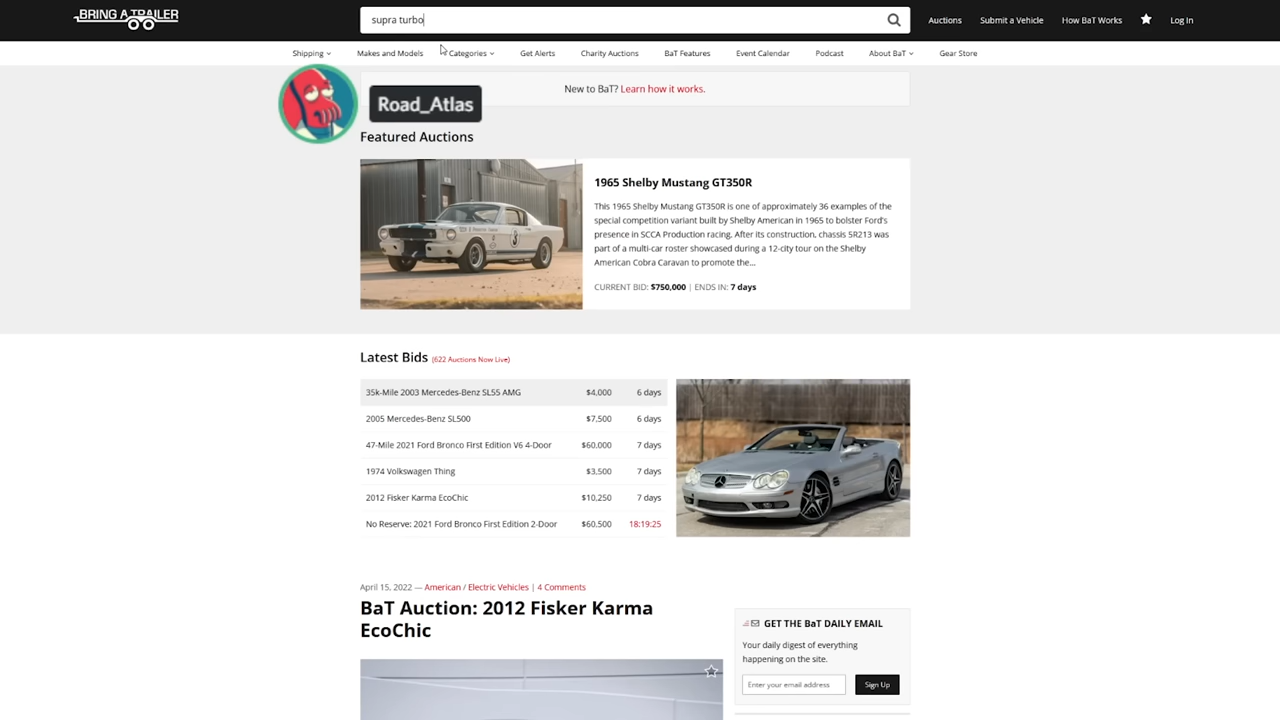 BRING A TRAILER
supra turbo
Auctions
Submit a Vehicle
How BaT Works
Log In
Shipping
Makes and Models
Categories
Get Alerts
Charity Auctions
BaT Features
Event Calendar
Podcast
About BaT
Gear Store
New to BaT? Learn how it works.
Road_Atlas
Featured Auctions
1965 Shelby Mustang GT350R
This 1965 Shelby Mustang GT350R is one of approximately 36 examples of the
special competition variant built by Shelby American in 1965 to bolster Ford's
presence in SCCA Production racing. After its construction, chassis 5R213 was
part of a multi-car roster showcased during a 12-city tour on the Shelby
American Cobra Caravan to promote the...
CURRENT BID: $750,000 | ENDS IN: 7 days
3
Latest Bids (622 Auctions Now Live)
35k-Mile 2003 Mercedes-Benz SL55 AMG $4,000 6 days
2005 Mercedes-Benz SL500 $7,500 6 days
47-Mile 2021 Ford Bronco First Edition V6 4-Door $60,000 7 days
1974 Volkswagen Thing $3,500 7 days
2012 Fisker Karma EcoChic $10,250 7 days
No Reserve: 2021 Ford Bronco First Edition 2-Door $60,500 18:19:25
April 15, 2022 — American / Electric Vehicles | 4 Comments
BaT Auction: 2012 Fisker Karma
EcoChic
GET THE BaT DAILY EMAIL
Your daily digest of everything
happening on the site.
Enter your email address
Sign Up